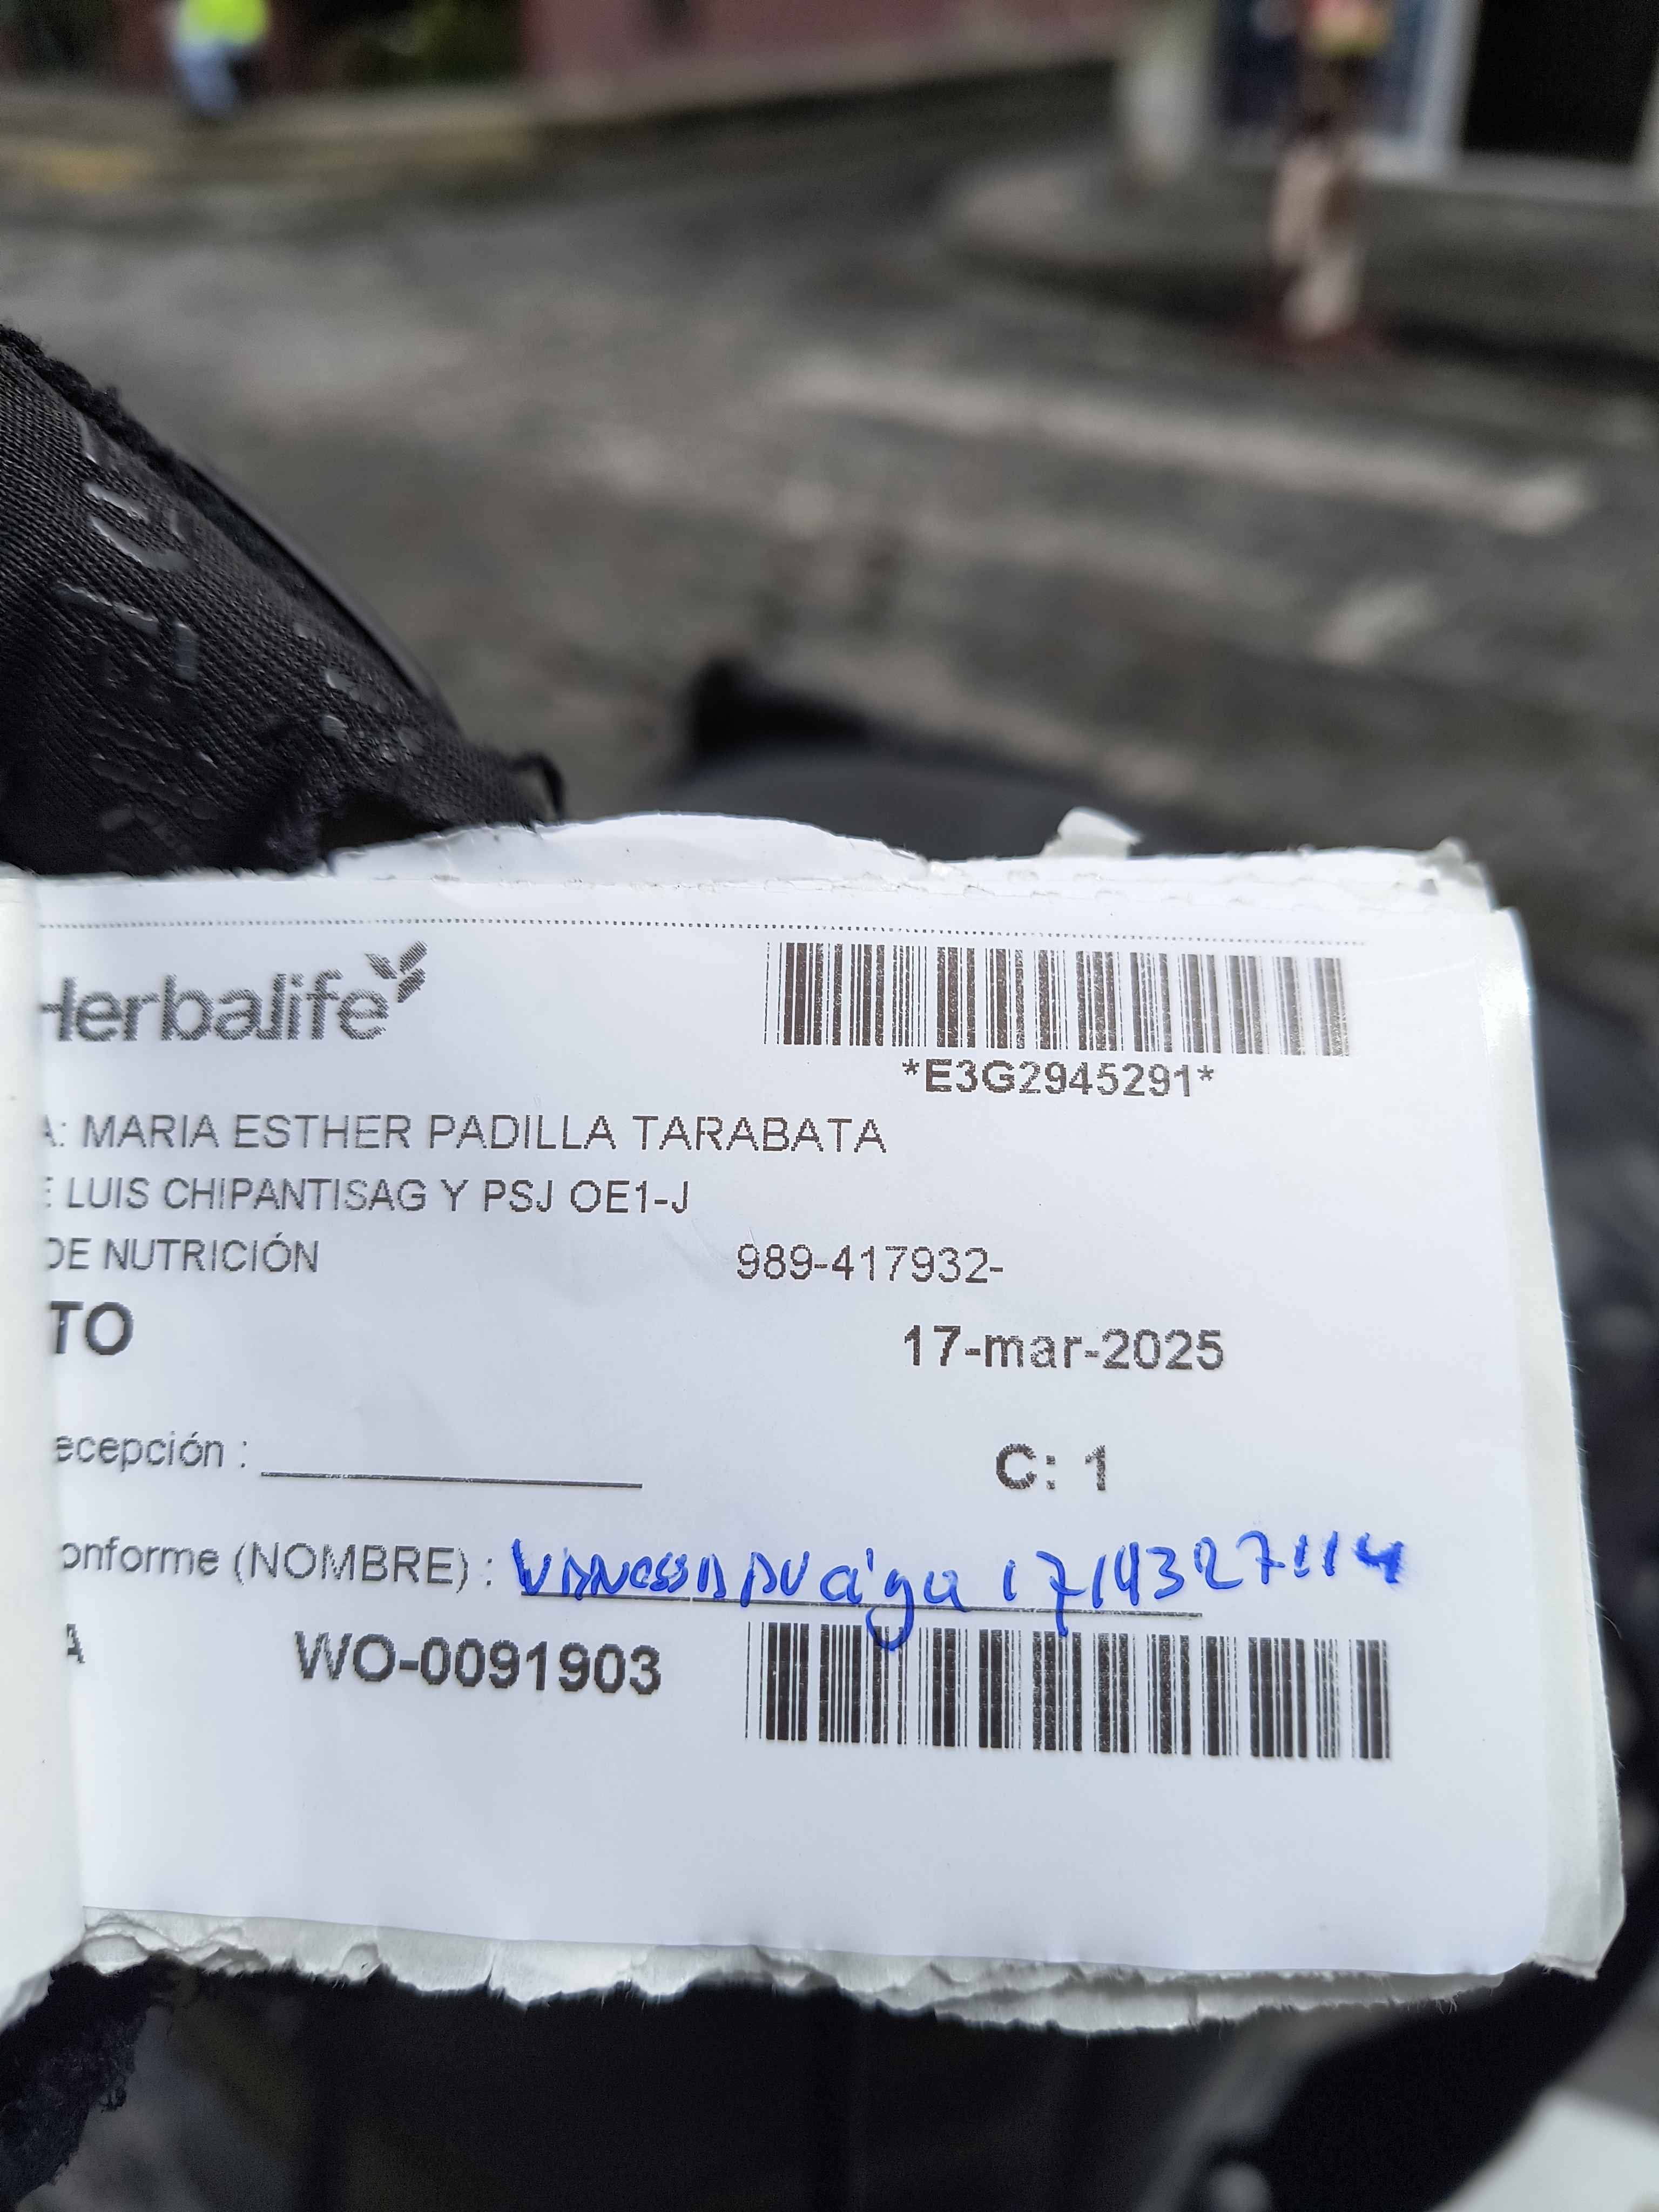 Herbalife
*E3G2945291*
A: MARIA ESTHER PADILLA TARABATA
E LUIS CHIPANTISAG Y PSJ OE1-J
DE NUTRICIÓN 989-417932-
TO 17-mar-2025
ecepción : C: 1
onforme (NOMBRE) : 1714327114
A WO-0091903